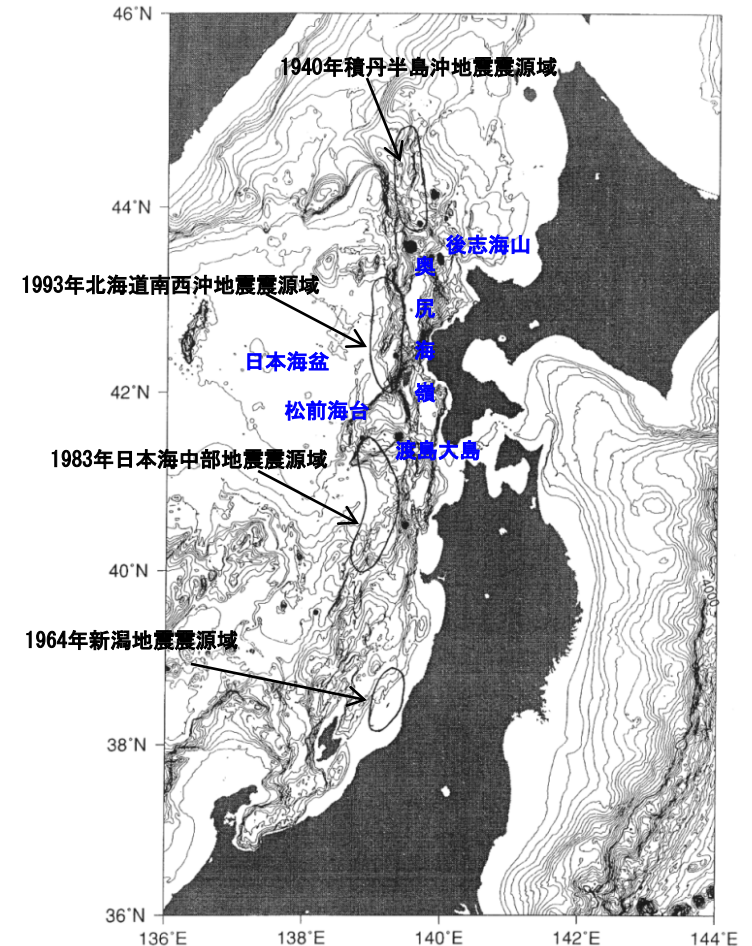 46°N
1940年積丹半島沖地震震源域
44°N
後志海山
奥尻海嶺
1993年北海道南西沖地震震源域
日本海盆
42°N
松前海台
渡島大島
1983年日本海中部地震震源域
40°N
4000
1964年新潟地震震源域
38°N
36°N
136°E
138°E
140°E
142°E
144°E